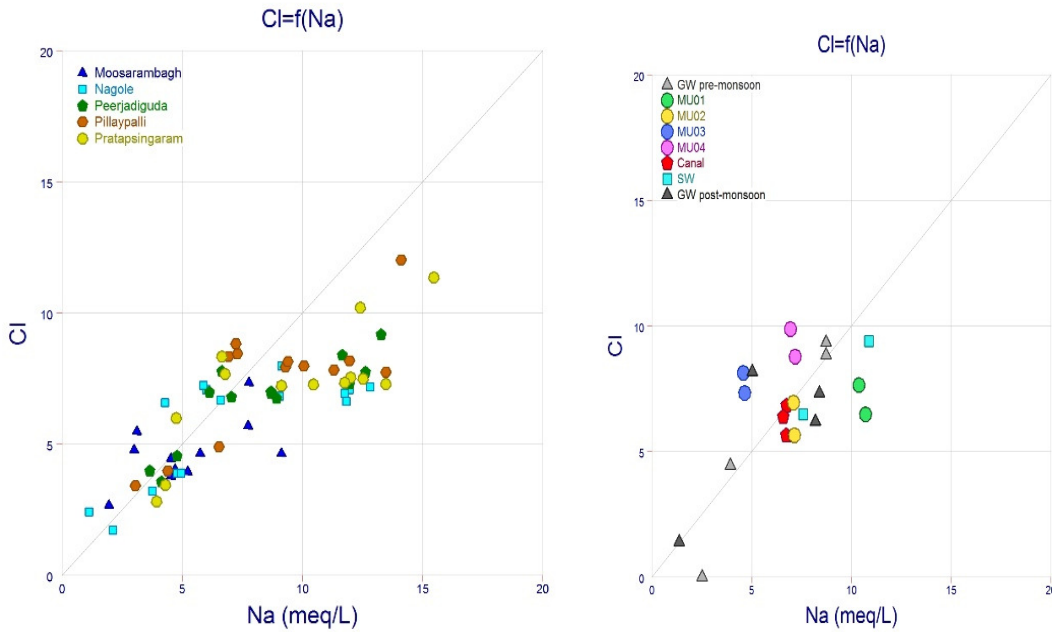 Cl=f(Na)
20
15
10
5
0
Cl
Moosarambagh
Nagole
Peerjadiguda
Pillaypalli
Pratapsingaram
0 5 10 15 20
Na (meq/L)
Cl=f(Na)
20
15
10
5
0
Cl
GW pre-monsoon
MU01
MU02
MU03
MU04
Canal
SW
GW post-monsoon
0 5 10 15 20
Na (meq/L)